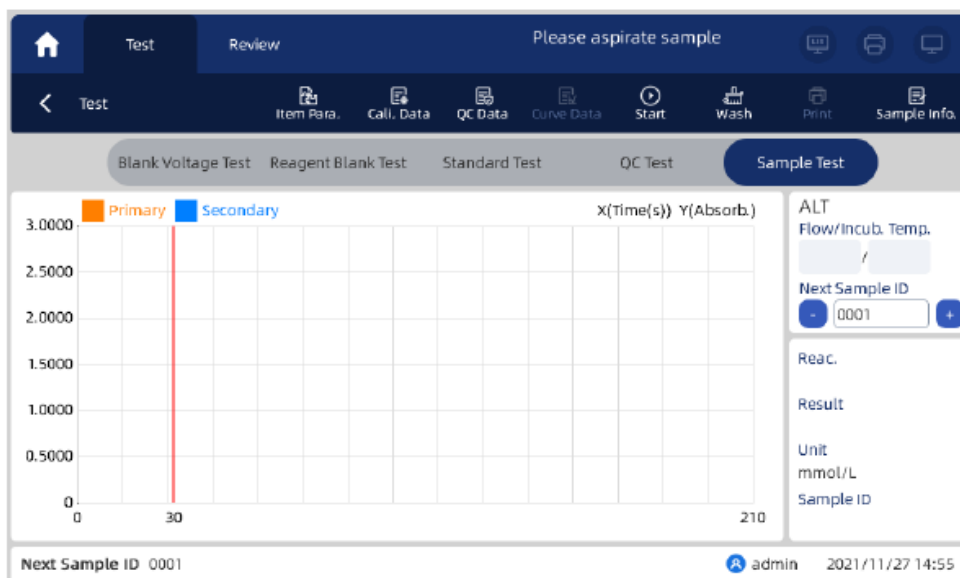 Test Review Please aspirate sample
Test Item Para. Cali. Data QC Data Curve Data Start Wash Print Sample Info.
Blank Voltage Test Reagent Blank Test Standard Test QC Test Sample Test
Primary Secondary X(Time(s)) Y(Absorb.)
3.0000
2.5000
2.0000
1.5000
1.0000
0.5000
0
0 30 210
ALT
Flow/Incub. Temp.
/
Next Sample ID
- 0001 +
Reac.
Result
Unit
mmol/L
Sample ID
Next Sample ID 0001 admin 2021/11/27 14:55